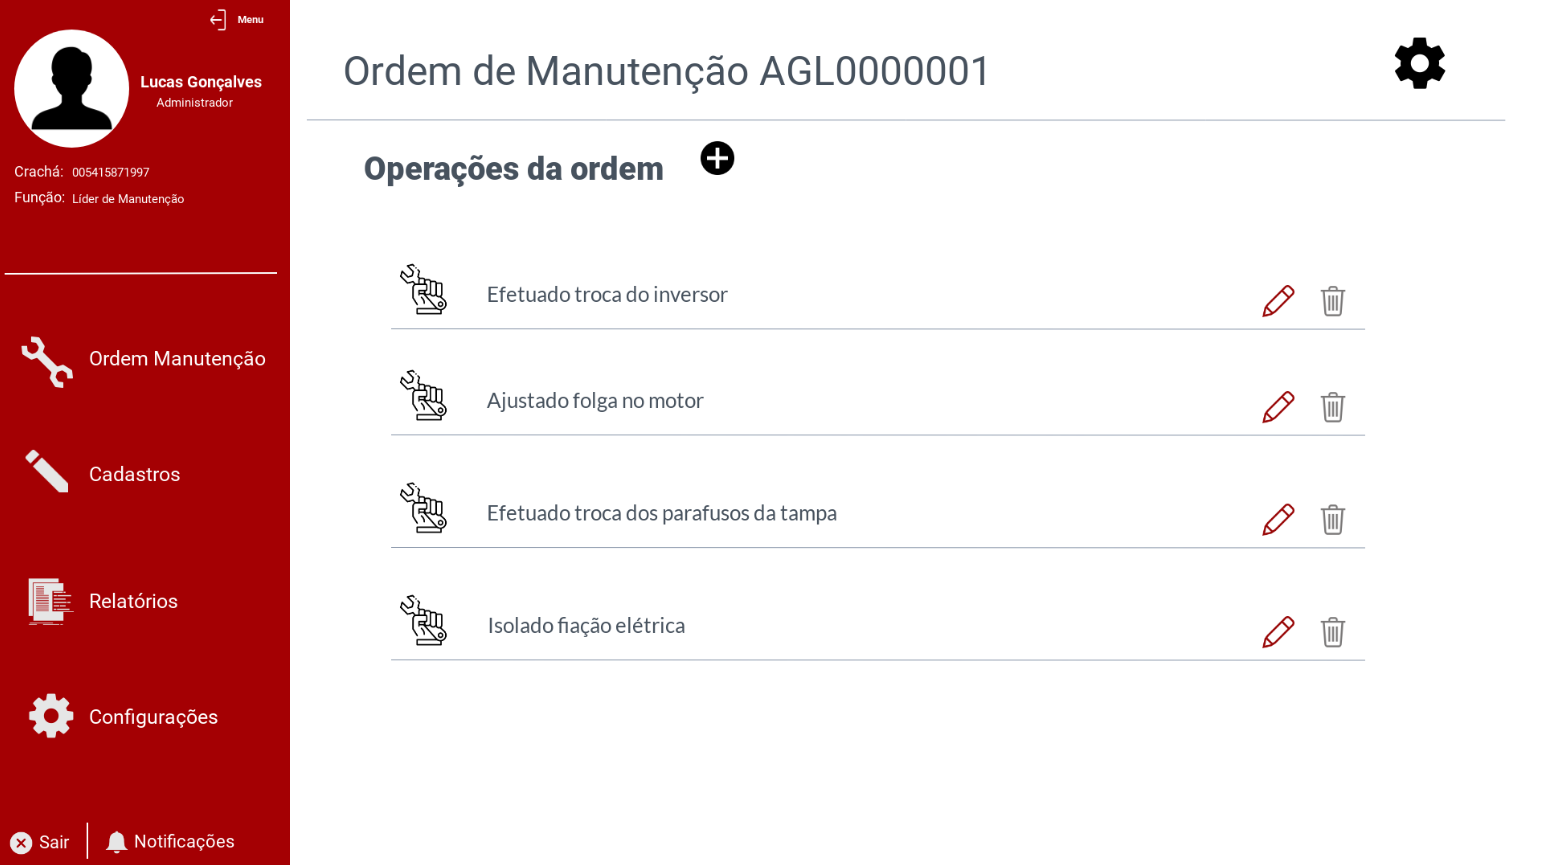 Menu
Lucas Gonçalves
Administrador
Crachá: 005415871997
Função: Líder de Manutenção
Ordem Manutenção
Cadastros
Relatórios
Configurações
Sair
Notificações
Ordem de Manutenção AGL0000001
Operações da ordem
Efetuado troca do inversor
Ajustado folga no motor
Efetuado troca dos parafusos da tampa
Isolado fiação elétrica